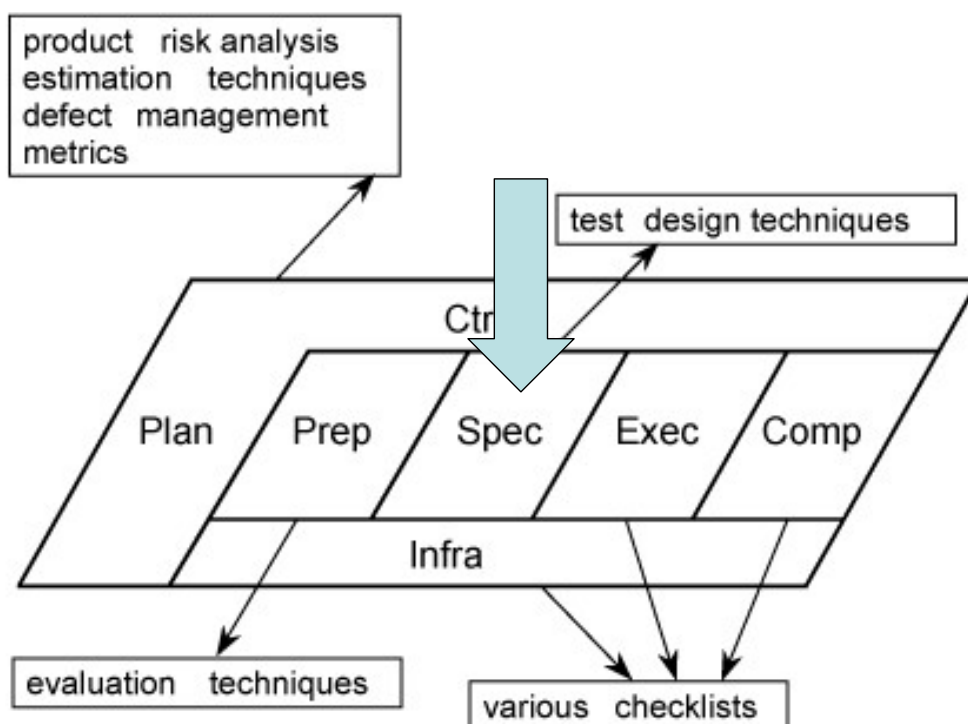 product risk analysis
estimation techniques
defect management
metrics
test design techniques
Ctr
Plan
Prep
Spec
Exec
Comp
Infra
evaluation techniques
various checklists